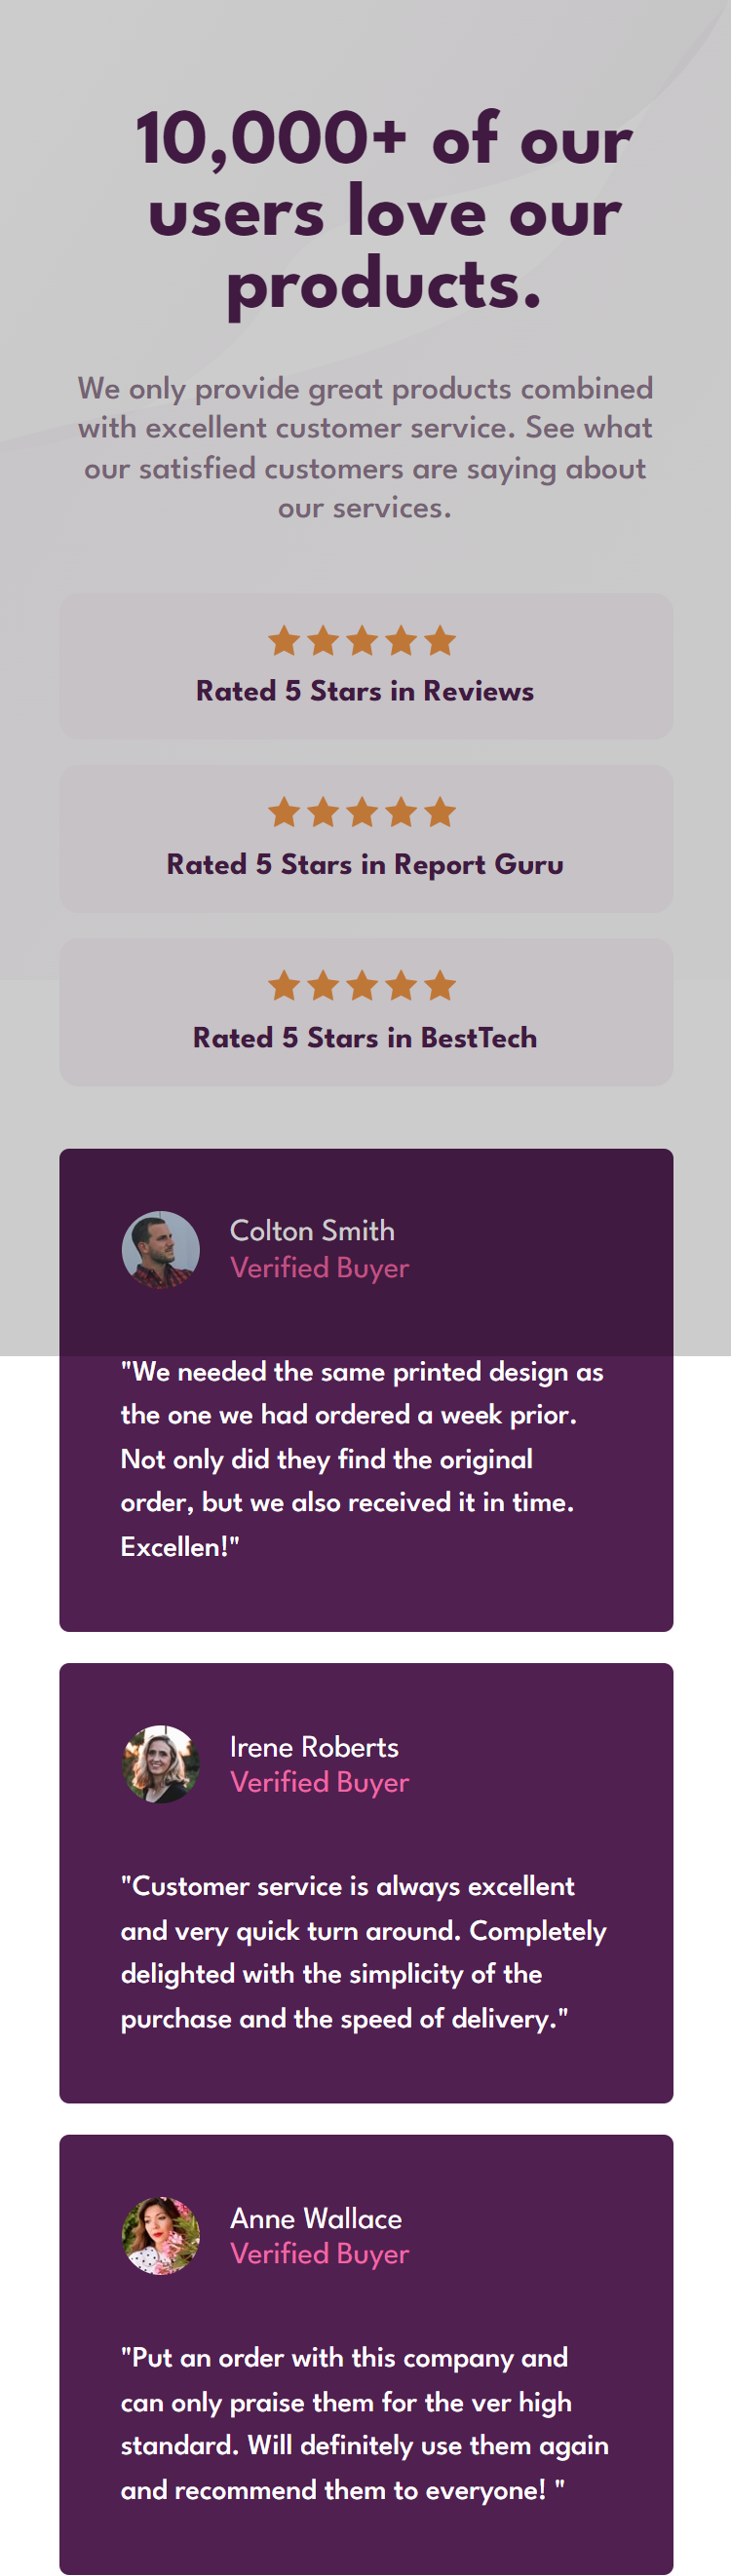 10,000+ of our
users love our
products.
We only provide great products combined
with excellent customer service. See what
our satisfied customers are saying about
our services.
Rated 5 Stars in Reviews
Rated 5 Stars in Report Guru
Rated 5 Stars in BestTech
Colton Smith
Verified Buyer
"We needed the same printed design as
the one we had ordered a week prior.
Not only did they find the original
order, but we also received it in time.
Excellen!"
Irene Roberts
Verified Buyer
"Customer service is always excellent
and very quick turn around. Completely
delighted with the simplicity of the
purchase and the speed of delivery."
Anne Wallace
Verified Buyer
"Put an order with this company and
can only praise them for the ver high
standard. Will definitely use them again
and recommend them to everyone! "